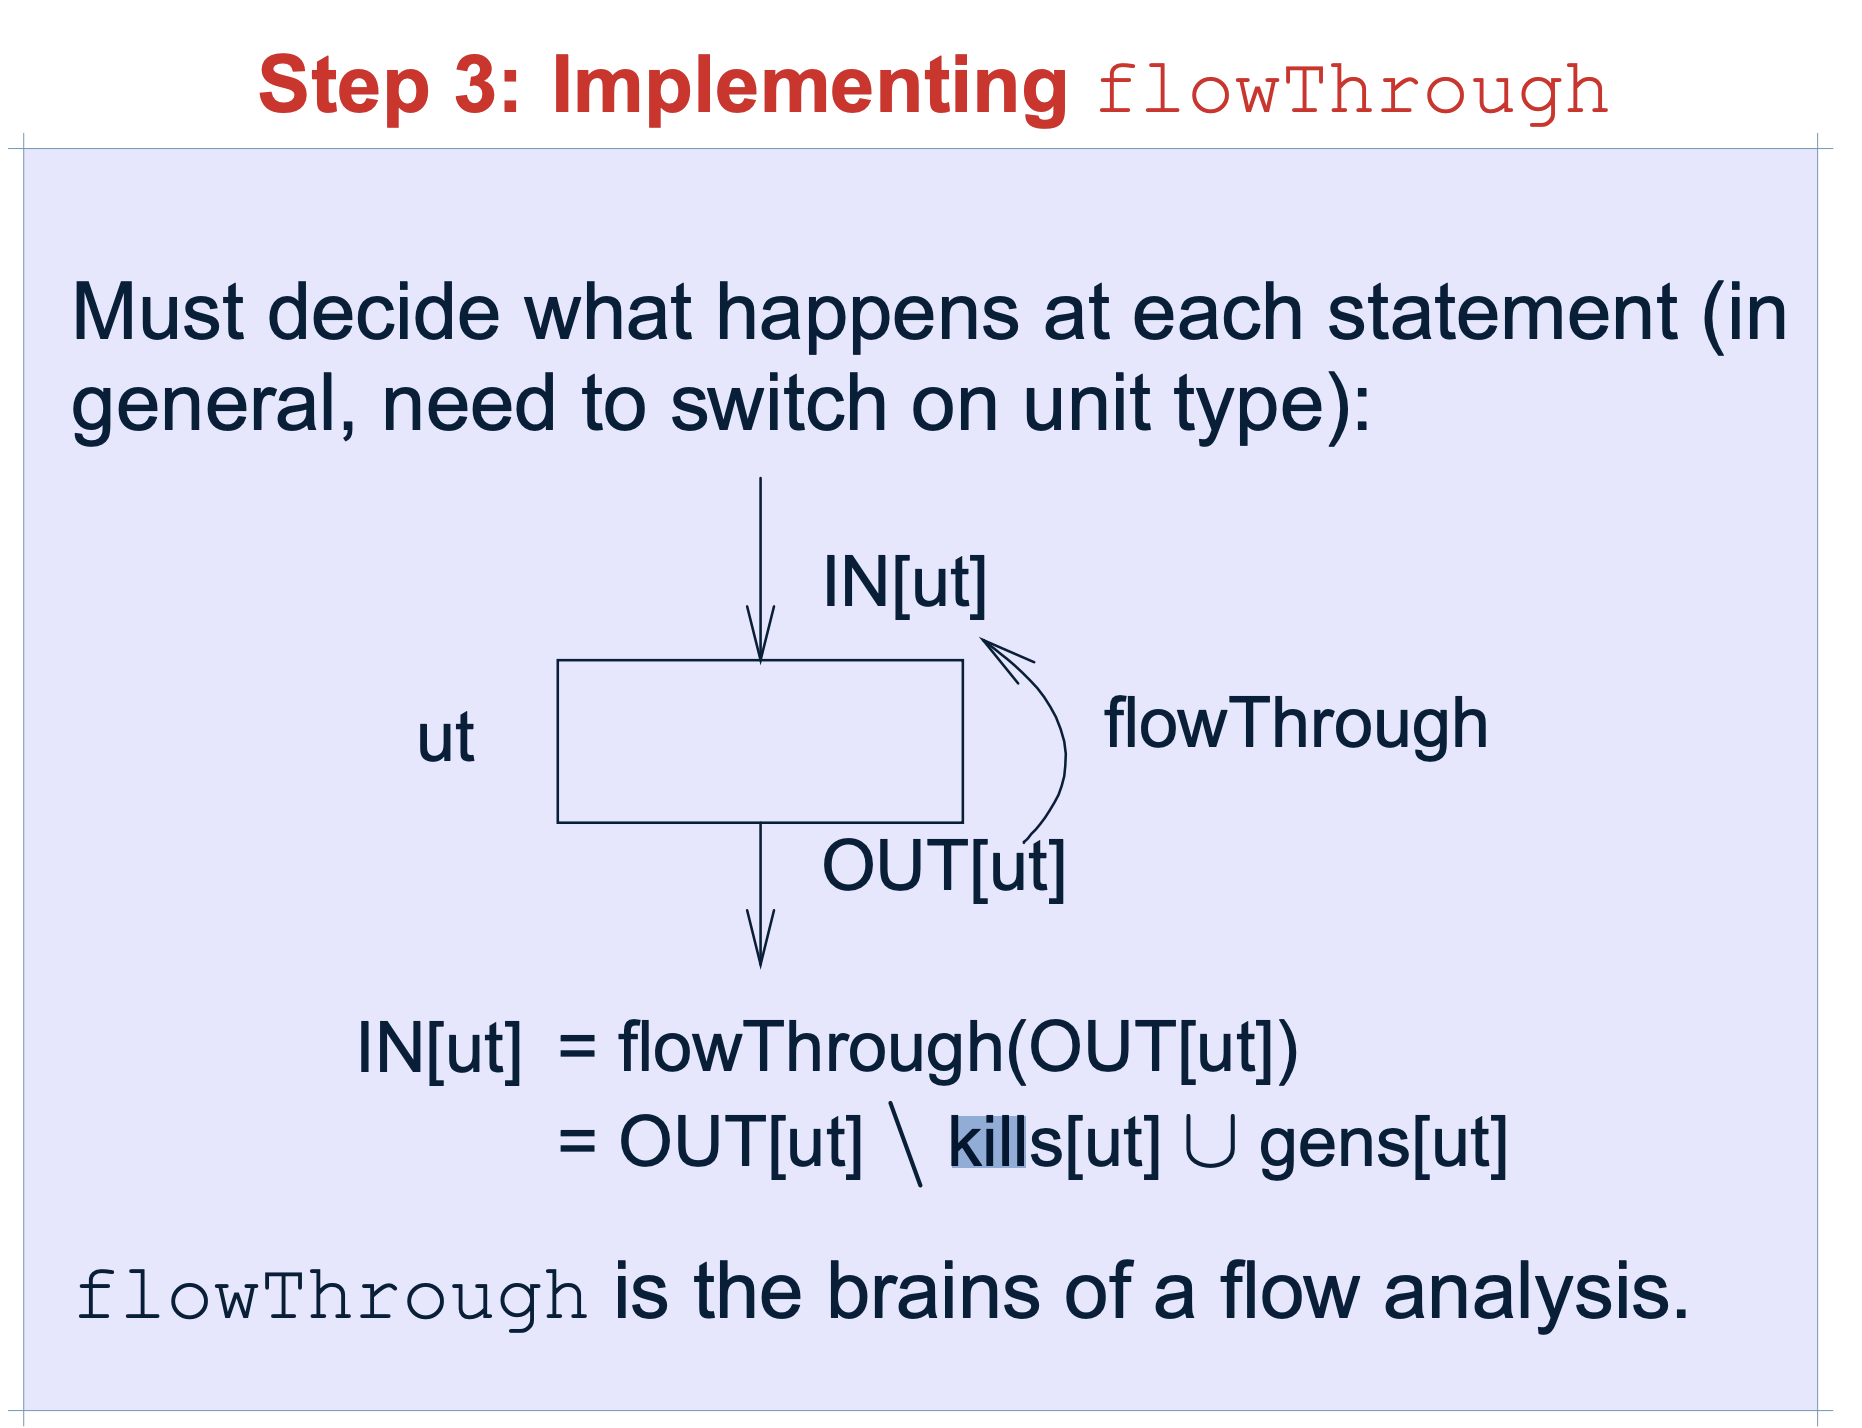 Step 3: Implementing flowThrough
Must decide what happens at each statement (in
general, need to switch on unit type):
IN[ut]
ut
flowThrough
OUT[ut]
IN[ut] = flowThrough(OUT[ut])
= OUT[ut] \ kills[ut] ∪ gens[ut]
flowThrough is the brains of a flow analysis.